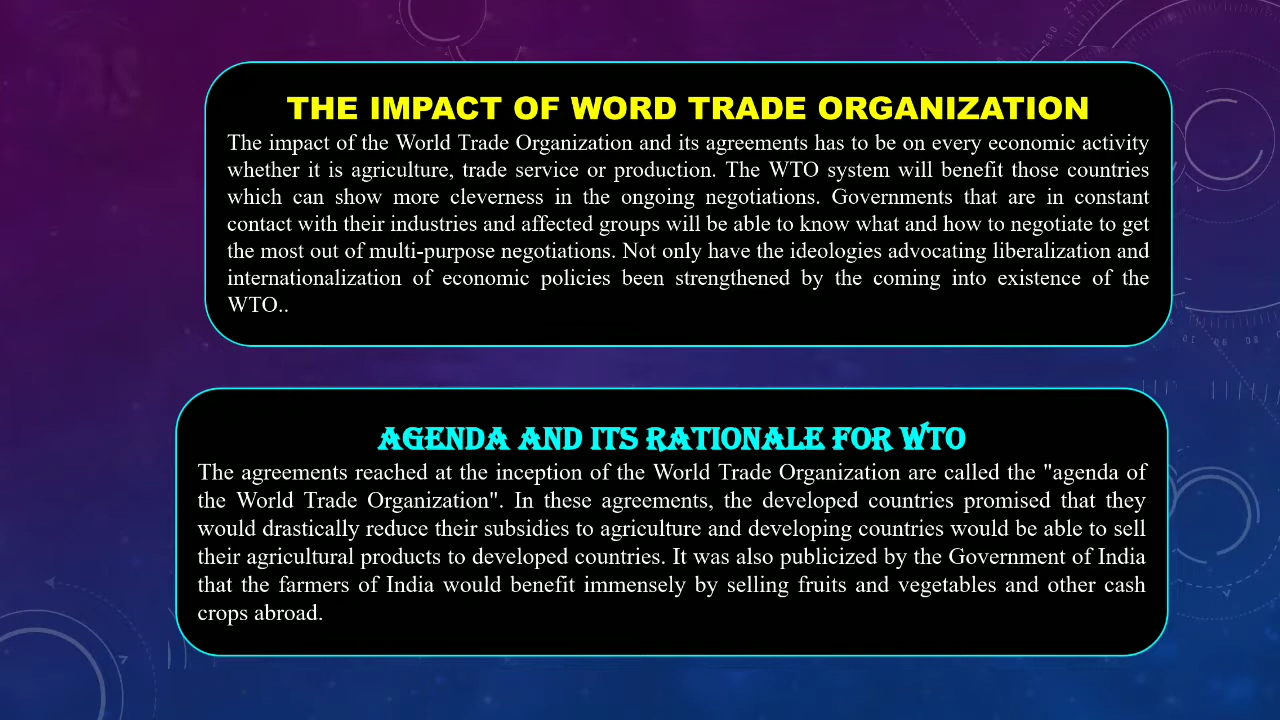 THE IMPACT OF WORD TRADE ORGANIZATION
The impact of the World Trade Organization and its agreements has to be on every economic activity
whether it is agriculture, trade service or production. The WTO system will benefit those countries
which can show more cleverness in the ongoing negotiations. Governments that are in constant
contact with their industries and affected groups will be able to know what and how to negotiate to get
the most out of multi-purpose negotiations. Not only have the ideologies advocating liberalization and
internationalization of economic policies been strengthened by the coming into existence of the
WTO..
AGENDA AND ITS RATIONALE FOR WTO
The agreements reached at the inception of the World Trade Organization are called the "agenda of
the World Trade Organization". In these agreements, the developed countries promised that they
would drastically reduce their subsidies to agriculture and developing countries would be able to sell
their agricultural products to developed countries. It was also publicized by the Government of India
that the farmers of India would benefit immensely by selling fruits and vegetables and other cash
crops abroad.